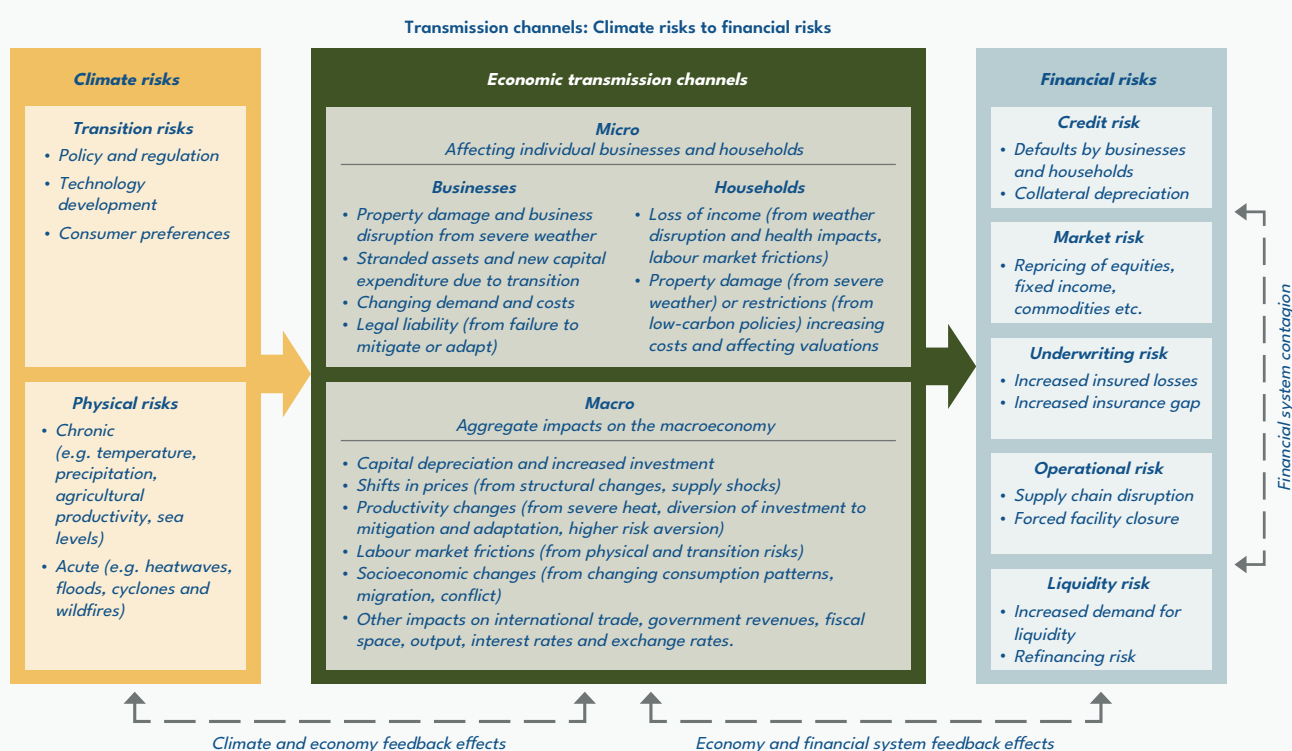 Transmission channels: Climate risks to financial risks
Climate risks
Transition risks
• Policy and regulation
• Technology
development
• Consumer preferences
Physical risks
• Chronic
(e.g. temperature,
precipitation,
agricultural
productivity, sea
levels)
• Acute (e.g. heatwaves,
floods, cyclones and
wildfires)
Economic transmission channels
Micro
Affecting individual businesses and households
Businesses
• Property damage and business
disruption from severe weather
• Stranded assets and new capital
expenditure due to transition
• Changing demand and costs
• Legal liability (from failure to
mitigate or adapt)
Households
• Loss of income (from weather
disruption and health impacts,
labour market frictions)
• Property damage (from severe
weather) or restrictions (from
low-carbon policies) increasing
costs and affecting valuations
Macro
Aggregate impacts on the macroeconomy
• Capital depreciation and increased investment
• Shifts in prices (from structural changes, supply shocks)
• Productivity changes (from severe heat, diversion of investment to
mitigation and adaptation, higher risk aversion)
• Labour market frictions (from physical and transition risks)
• Socioeconomic changes (from changing consumption patterns,
migration, conflict)
• Other impacts on international trade, government revenues, fiscal
space, output, interest rates and exchange rates.
Financial risks
Credit risk
• Defaults by businesses
and households
• Collateral depreciation
Market risk
• Repricing of equities,
fixed income,
commodities etc.
Underwriting risk
• Increased insured losses
• Increased insurance gap
Operational risk
• Supply chain disruption
• Forced facility closure
Liquidity risk
• Increased demand for
liquidity
• Refinancing risk
Financial system contagion
Climate and economy feedback effects
Economy and financial system feedback effects